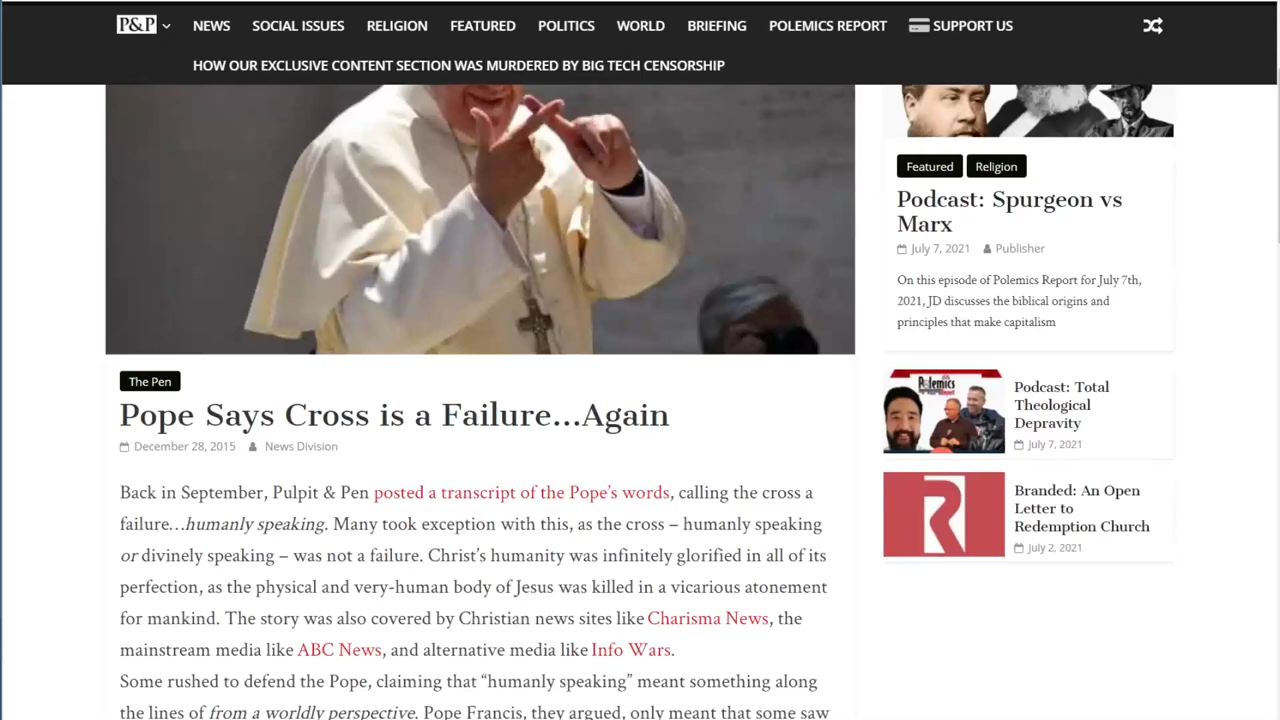 P&P
NEWS
SOCIAL ISSUES
RELIGION
FEATURED
POLITICS
WORLD
BRIEFING
POLEMICS REPORT
SUPPORT US
HOW OUR EXCLUSIVE CONTENT SECTION WAS MURDERED BY BIG TECH CENSORSHIP
The Pen
Pope Says Cross is a Failure...Again
December 28, 2015 News Division
Back in September, Pulpit & Pen posted a transcript of the Pope's words, calling the cross a
failure…humanly speaking. Many took exception with this, as the cross – humanly speaking
or divinely speaking – was not a failure. Christ's humanity was infinitely glorified in all of its
perfection, as the physical and very-human body of Jesus was killed in a vicarious atonement
for mankind. The story was also covered by Christian news sites like Charisma News, the
mainstream media like ABC News, and alternative media like Info Wars.
Some rushed to defend the Pope, claiming that “humanly speaking” meant something along
the lines of from a worldly perspective. Pope Francis, they argued, only meant that some saw
Featured
Religion
Podcast: Spurgeon vs
Marx
July 7, 2021 Publisher
On this episode of Polemics Report for July 7th,
2021, JD discusses the biblical origins and
principles that make capitalism
Polemics
Podcast: Total
Theological
Depravity
July 7, 2021
R
Branded: An Open
Letter to
Redemption Church
July 2, 2021